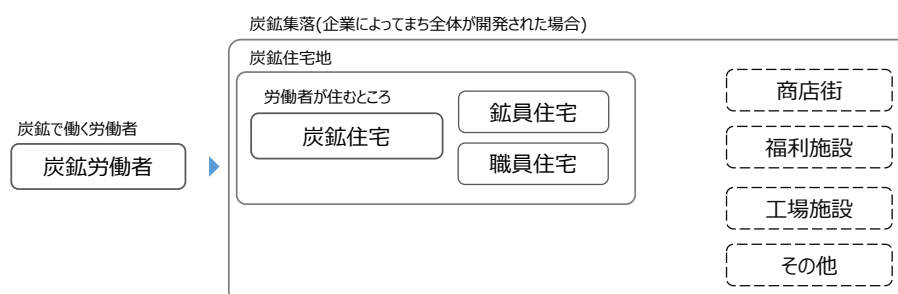 炭鉱集落(企業によってまち全体が開発された場合)
炭鉱住宅地
労働者が住むところ
炭鉱住宅
鉱員住宅
職員住宅
炭鉱で働く労働者
炭鉱労働者
商店街
福利施設
工場施設
その他